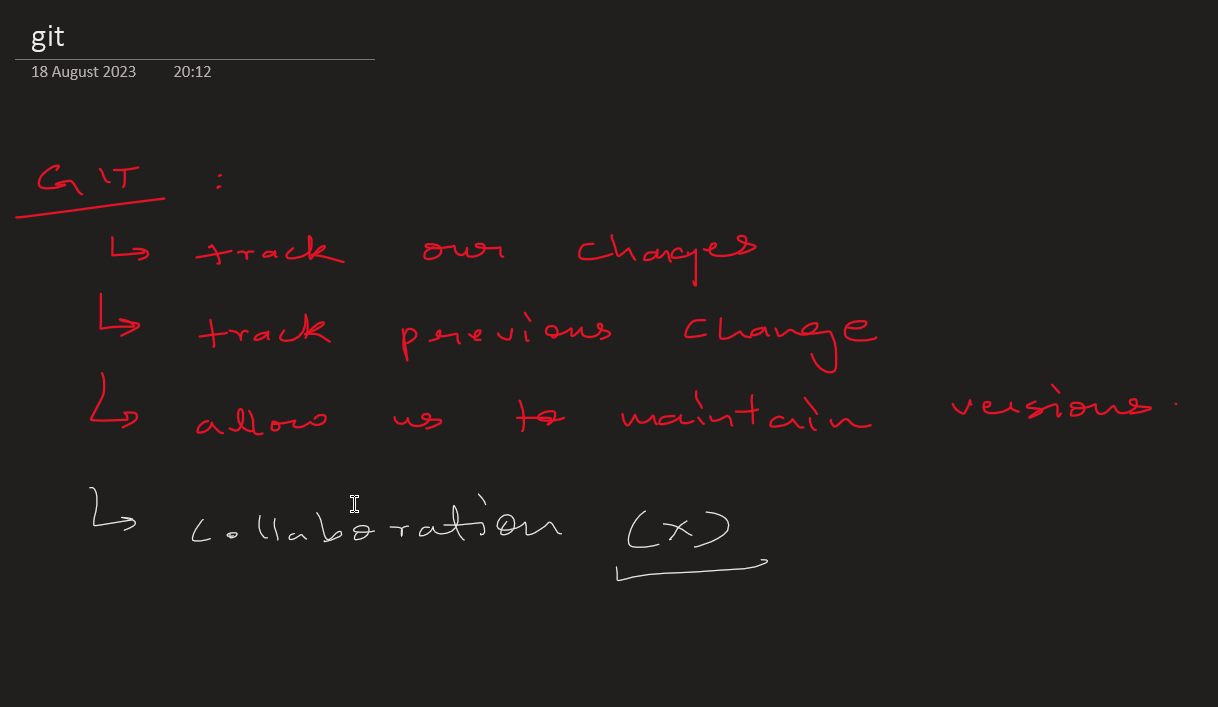 git
18 August 2023 20:12
GIT :
↳ track our changes
↳ track previous change
↳ allow us to maintain versions.
↳ collaboration (x)